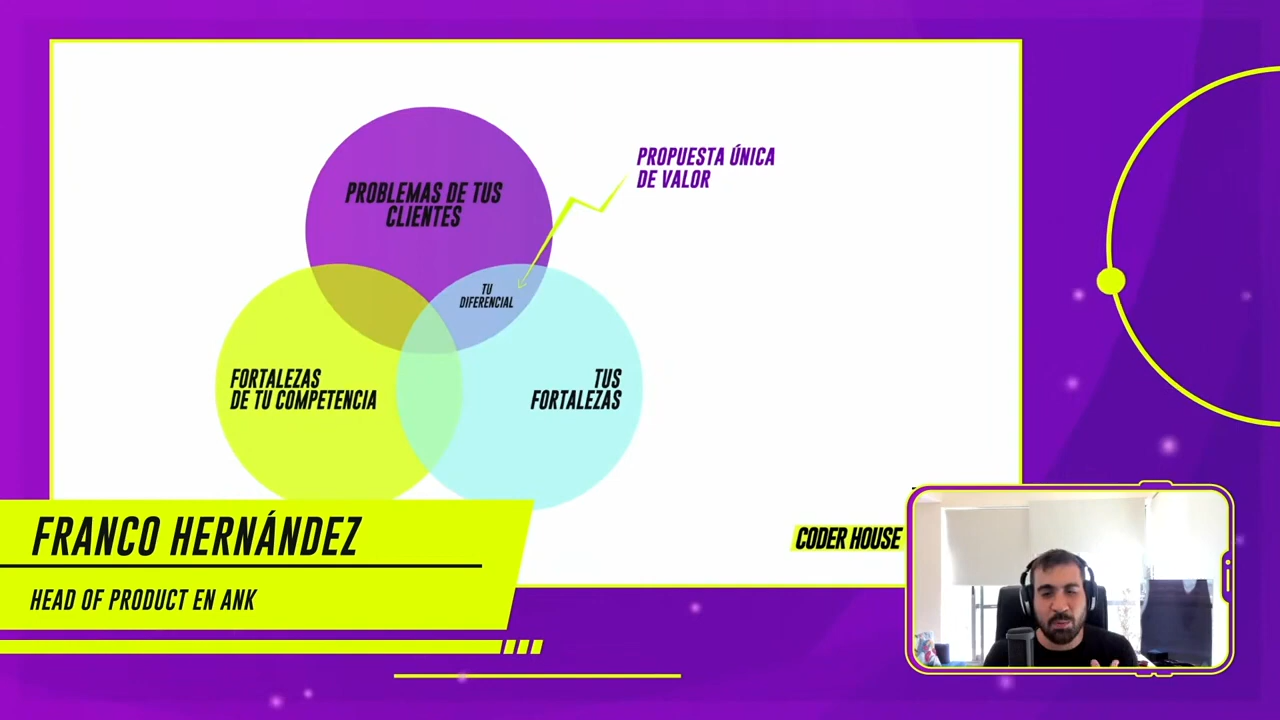 PROBLEMAS DE TUS
CLIENTES
PROPUESTA ÚNICA
DE VALOR
TU
DIFERENCIAL
FORTALEZAS
DE TU COMPETENCIA
TUS
FORTALEZAS
FRANCO HERNÁNDEZ
HEAD OF PRODUCT EN ANK
CODER HOUSE